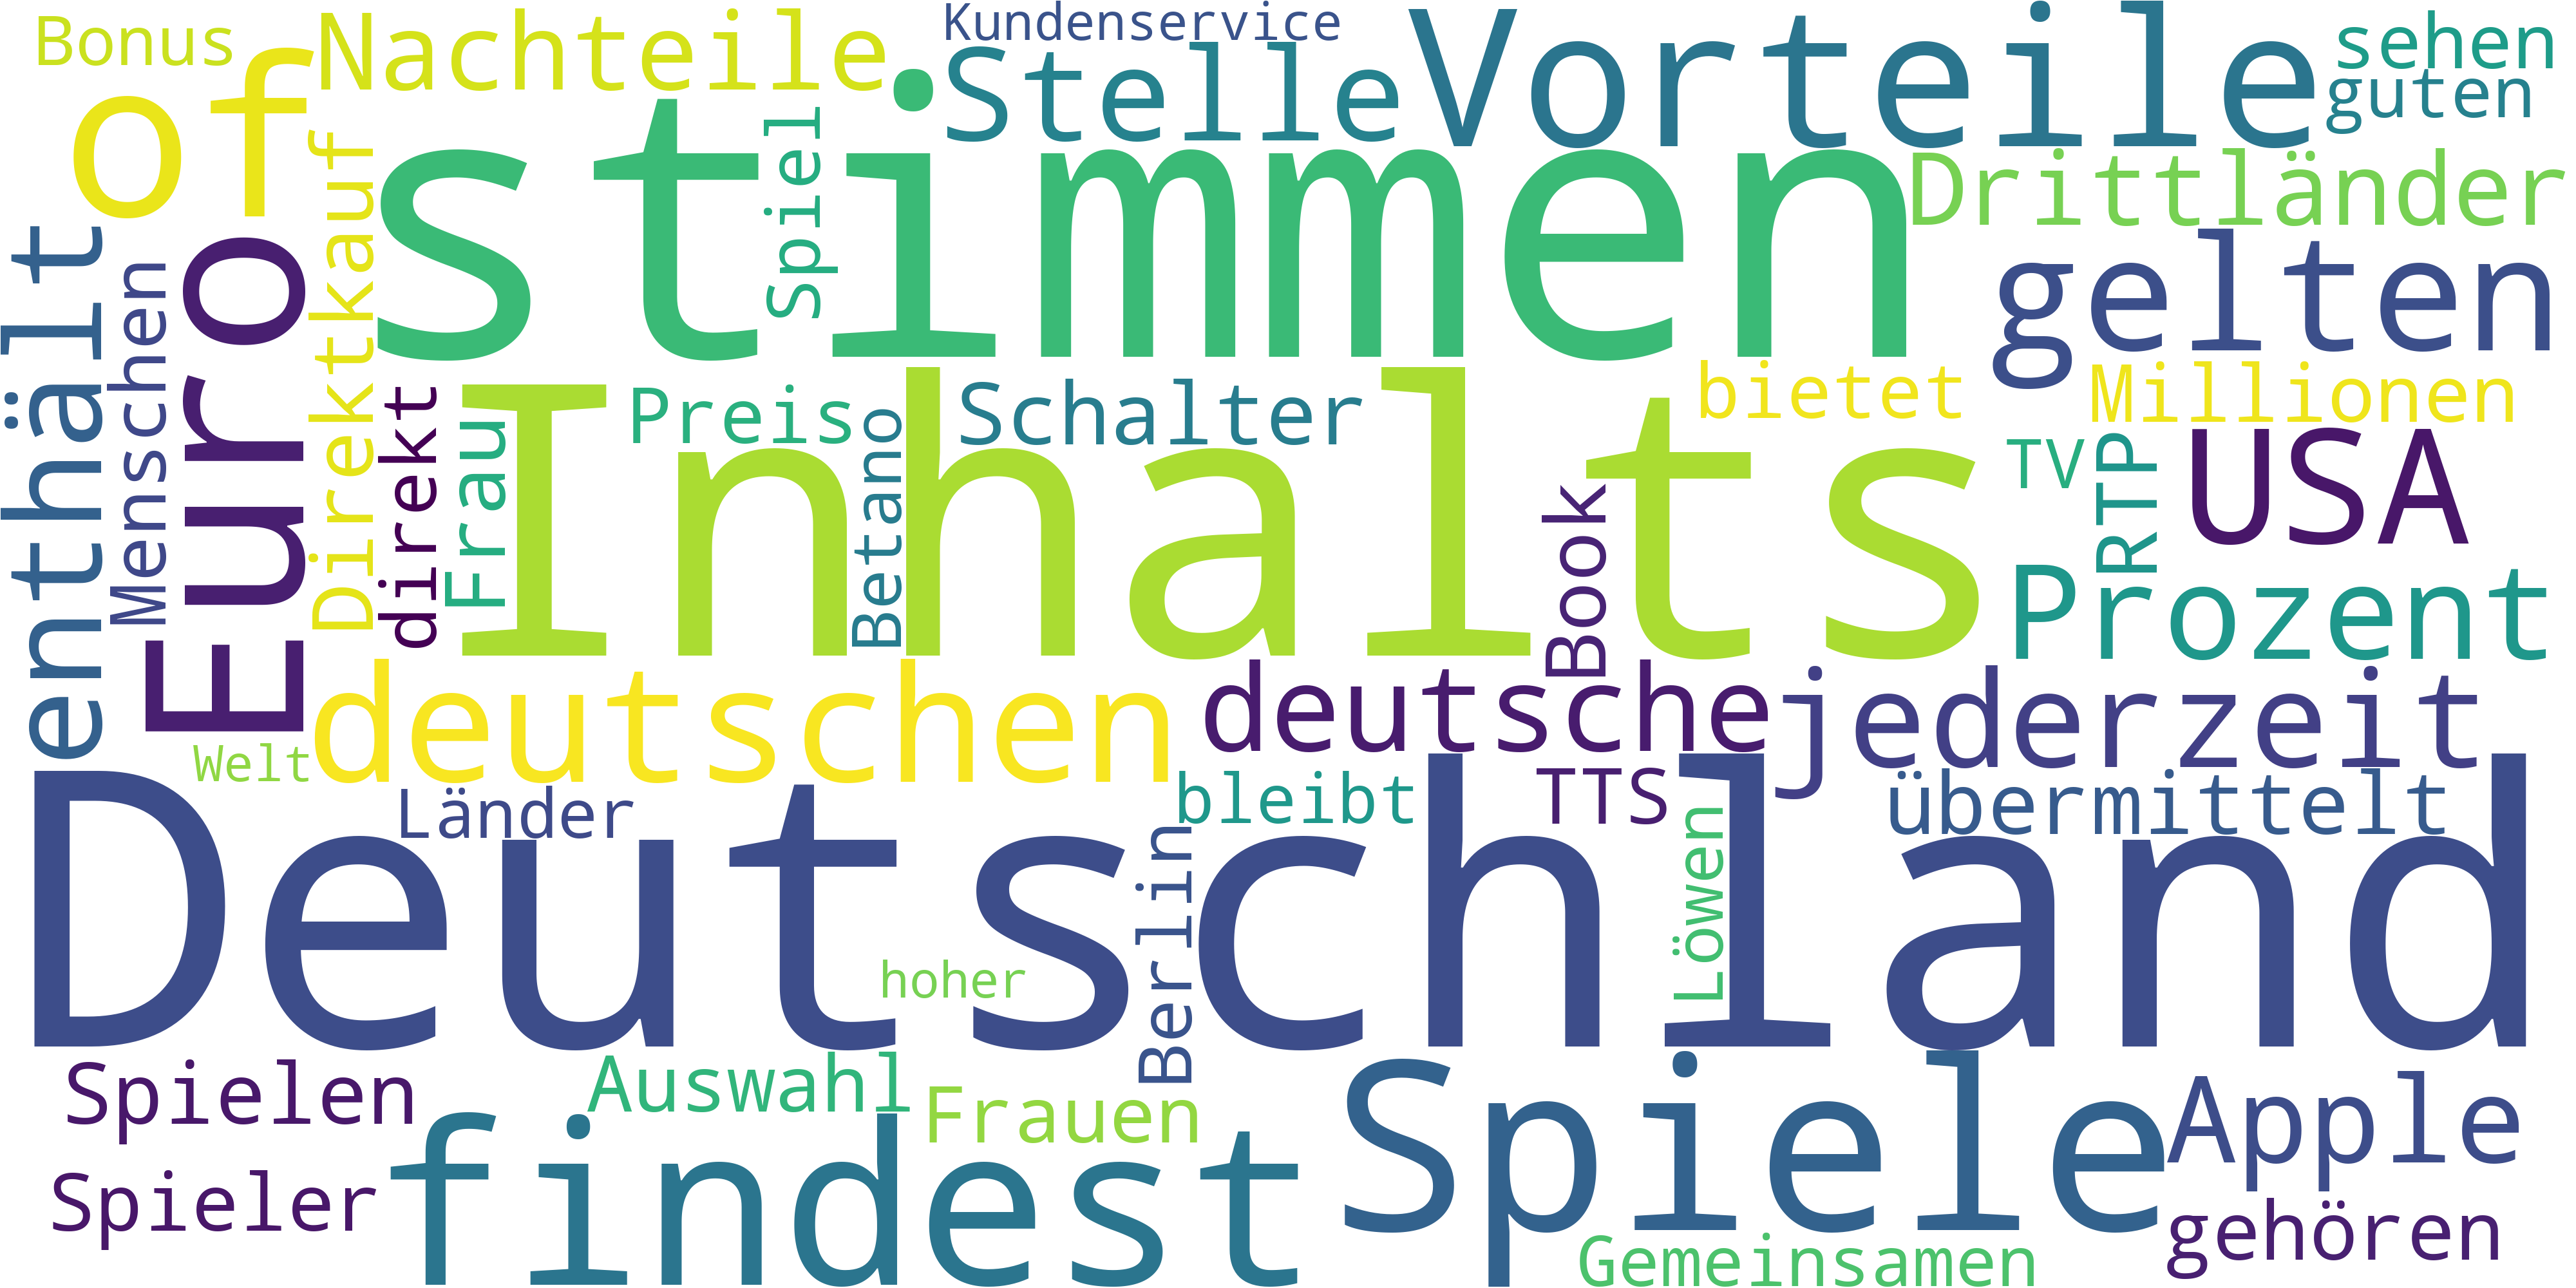 Bonus
Nachteile
Kundenservice
Stelle
Vorteile
sehen
guten
of
stimmen
Spiel
Drittländer
enthält
Menschen
Euro
Direktkauf
direkt
Frau
gelten
Preis
Schalter
bietet
Millionen
Inhalts
Betano
Book
TV
RTP
USA
Prozent
Welt
deutschen
deutsche
jederzeit
Länder
bleibt
TTS
übermittelt
Deutschland
Berlin
Löwen
hoher
Spielen
Auswahl
Frauen
Spiele
Apple
Spieler
findest
gehören
Gemeinsamen